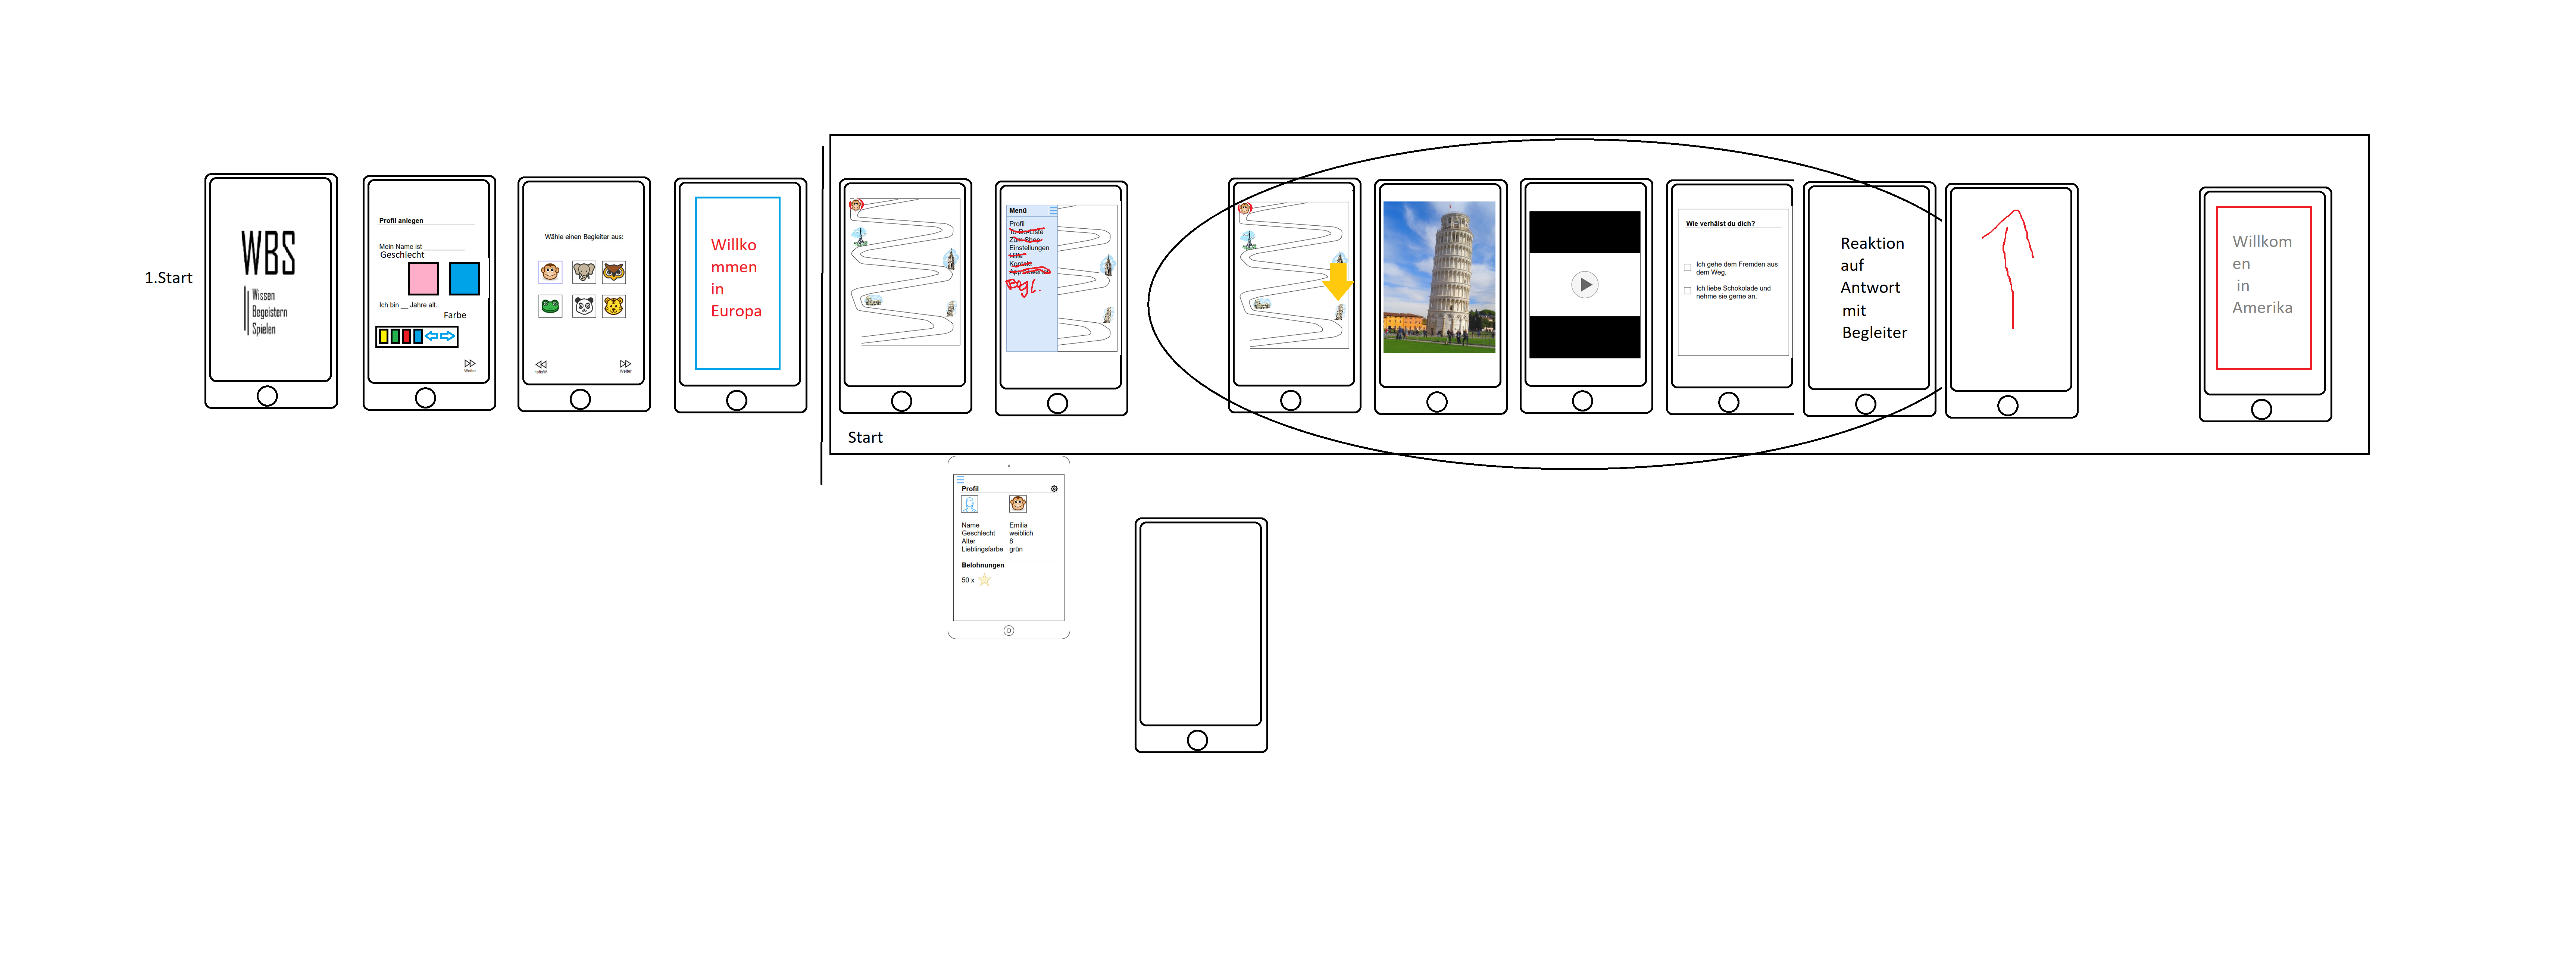 1.Start
WBS
Wissen
Begeistern
Spielen
Profil anlegen
Mein Name ist
Geschlecht
Ich bin __ Jahre alt.
Farbe
Weiter
Wähle einen Begleiter aus:
Weiter
Willko
mmen
in
Europa
Start
Menü
Profil
To-Do-Liste
Zum Shop
Einstellungen
Hilfe
Kontakt
Begl.
Wie verhälst du dich?
Ich gehe dem Fremden aus
dem Weg.
Ich liebe Schokolade und
nehme sie gerne an.
Reaktion
auf
Antwort
mit
Begleiter
Willkom
en
in
Amerika
Profil
Name Emilia
Geschlecht weiblich
Alter 8
Lieblingsfarbe grün
Belohnungen
50 x